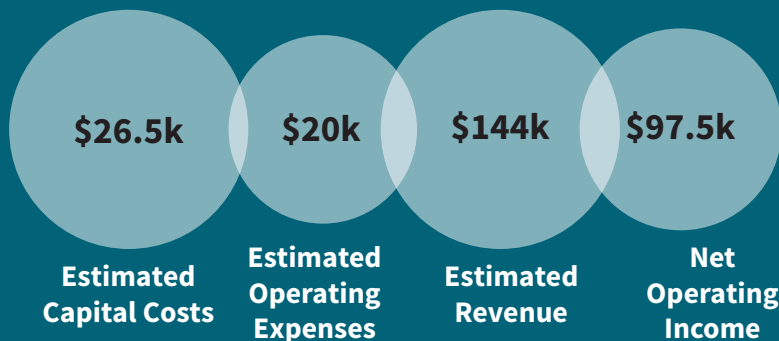 $26.5k
$20k
$144k
$97.5k
Estimated
Capital Costs
Estimated
Operating
Expenses
Estimated
Revenue
Net
Operating
Income